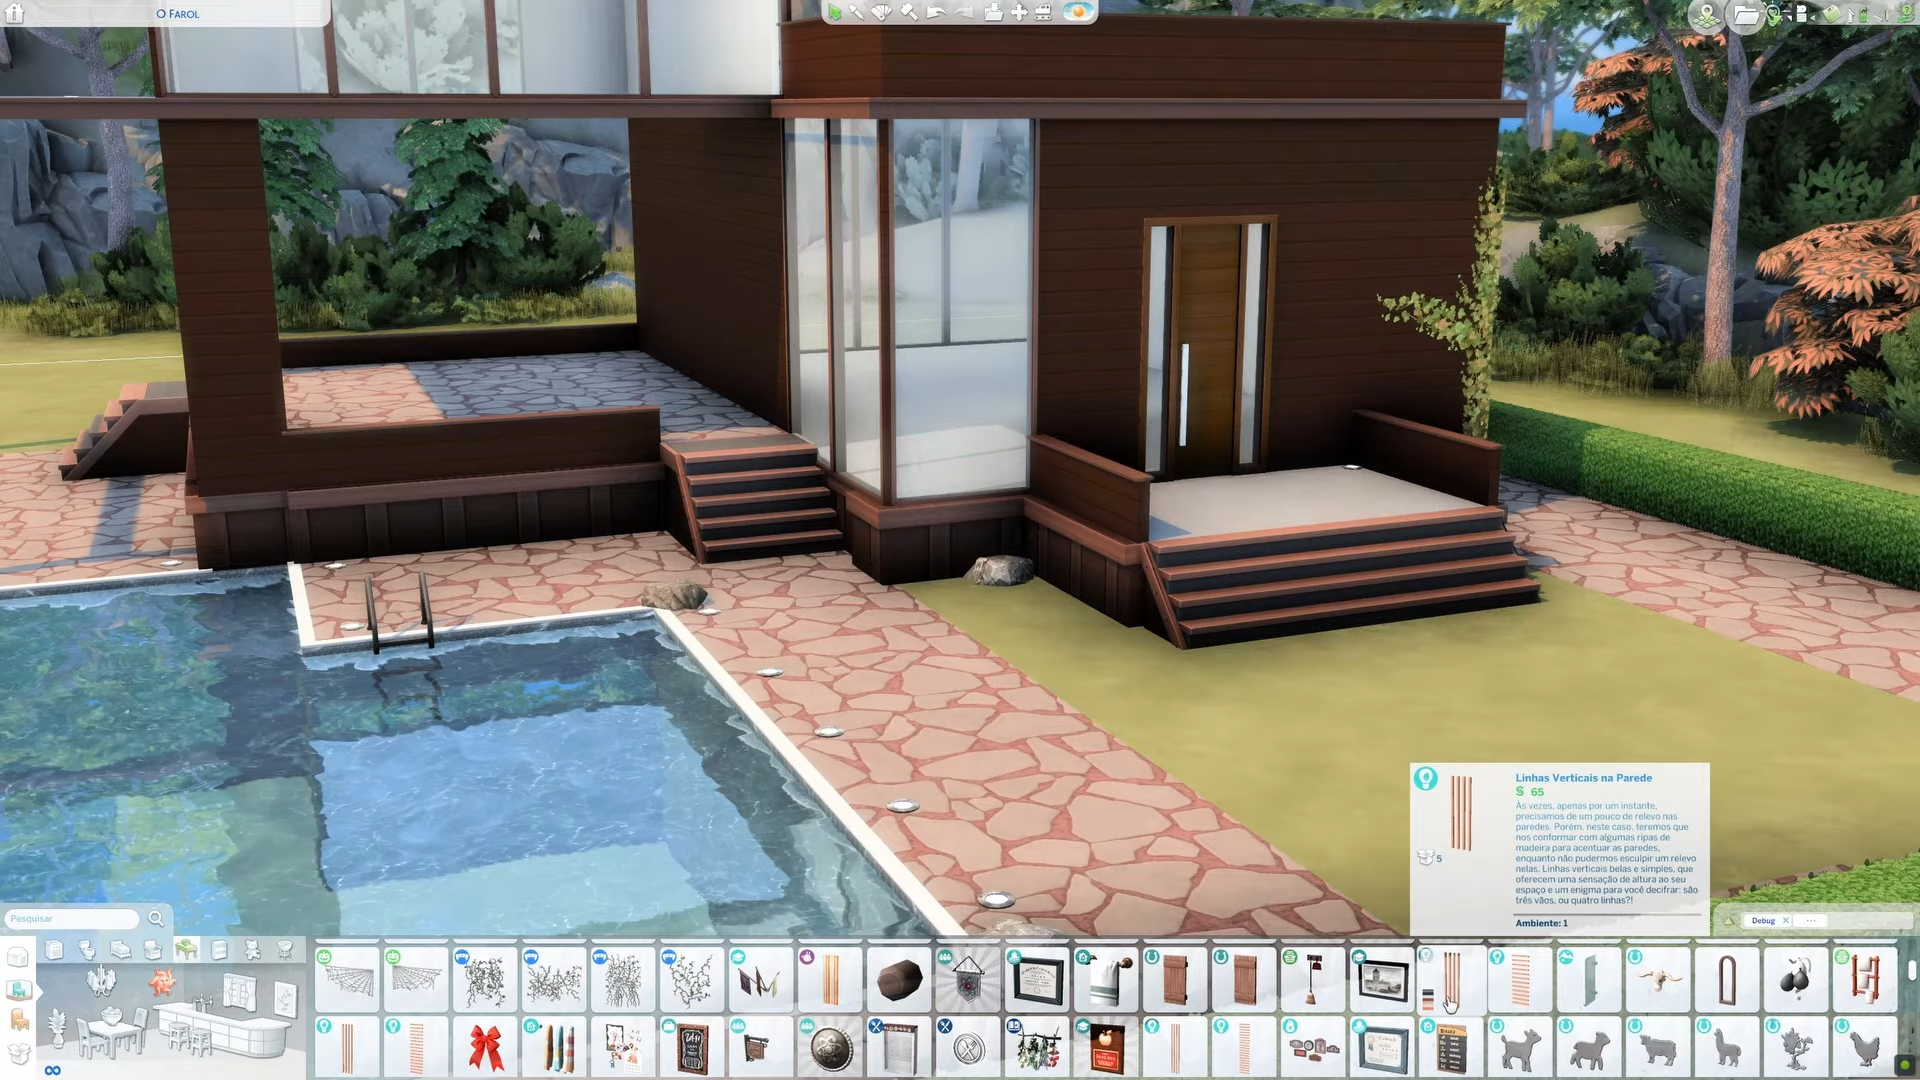 O Farol
Linhas Verticais na Parede
§ 65
Às vezes, apenas por um instante,
precisamos de um pouco de relevo nas
paredes. Porém, neste caso, teremos que
nos conformar com algumas ripas de
madeira para acentuar as paredes,
enquanto não pudermos esculpir um relevo
nelas. Linhas verticais belas e simples, que
oferecem uma sensação de altura ao seu
espaço e um enigma para você decifrar: são
três vãos, ou quatro linhas?!
5
Ambiente: 1
Pesquisar
Debug
...